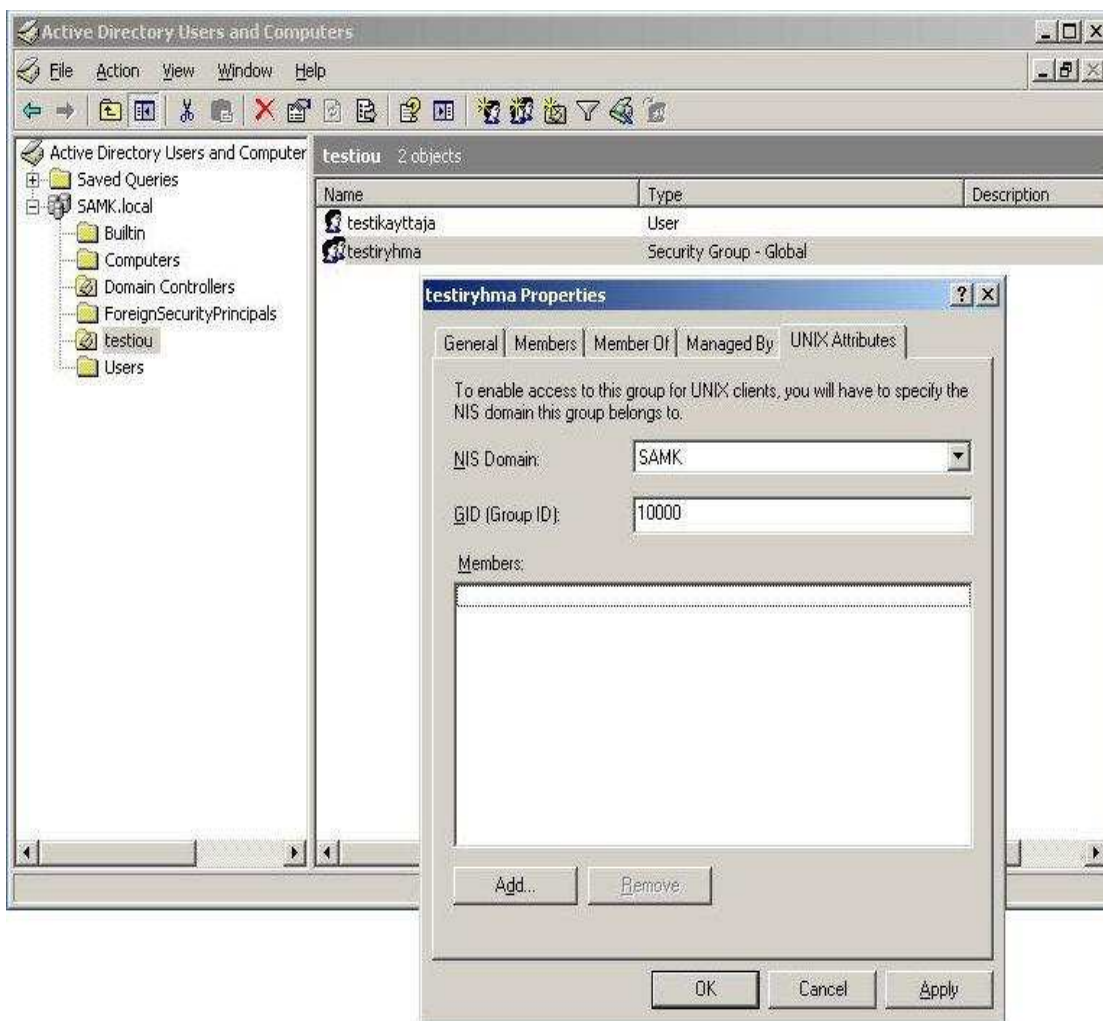 Active Directory Users and Computers
File Action View Window Help
Active Directory Users and Computer
Saved Queries
SAMK.local
Builtin
Computers
Domain Controllers
ForeignSecurityPrincipals
testiou
Users
testiou 2 objects
Name Type Description
testikayttaja User
testiryhma Security Group - Global
testiryhma Properties
General Members Member Of Managed By UNIX Attributes
To enable access to this group for UNIX clients, you will have to specify the
NIS domain this group belongs to.
NIS Domain: SAMK
GID (Group ID): 10000
Members:
Add... Remove
OK Cancel Apply